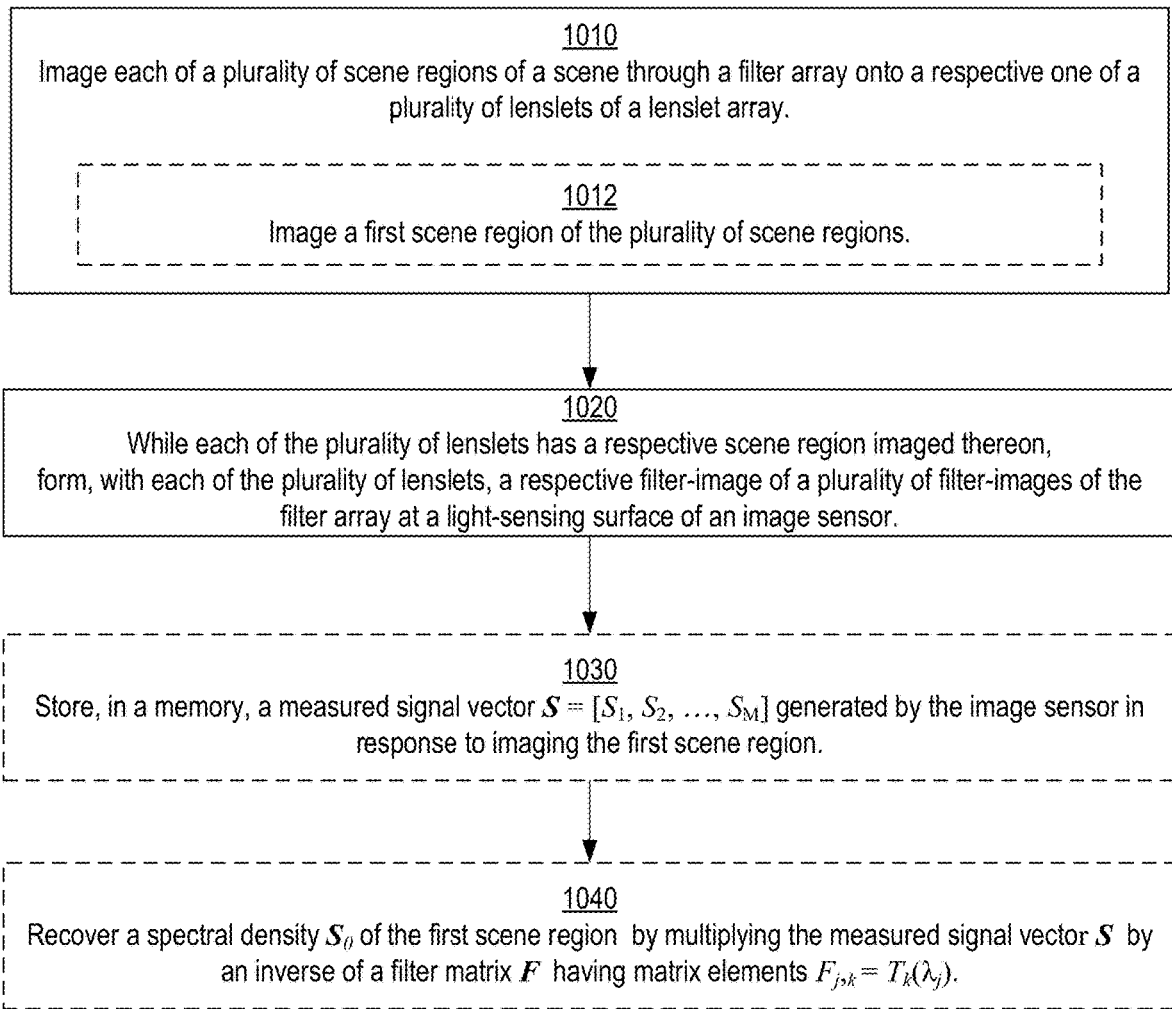 1010
Image each of a plurality of scene regions of a scene through a filter array onto a respective one of a
plurality of lenslets of a lenslet array.
1012
Image a first scene region of the plurality of scene regions.
1020
While each of the plurality of lenslets has a respective scene region imaged thereon,
form, with each of the plurality of lenslets, a respective filter-image of a plurality of filter-images of the
filter array at a light-sensing surface of an image sensor.
1030
Store, in a memory, a measured signal vector S = [S₁, S₂, …, S_M] generated by the image sensor in
response to imaging the first scene region.
1040
Recover a spectral density S₀ of the first scene region by multiplying the measured signal vector S by
an inverse of a filter matrix F having matrix elements F_{j,k} = T_k(λ_j).